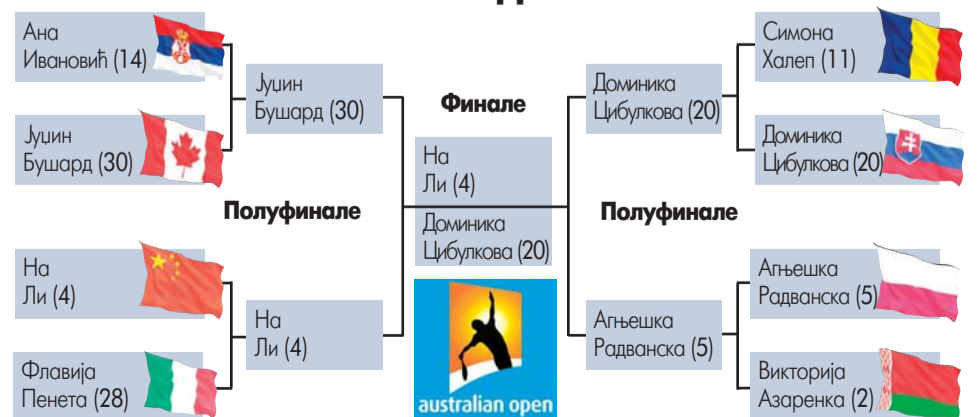 Ана
Ивановић (14)
Јуџин
Бушард (30)
Јуџин
Бушард (30)
Полуфинале
На
Ли (4)
Флавија
Пенета (28)
На
Ли (4)
Финале
На
Ли (4)
Доминика
Цибулкова (20)
australian open
Доминика
Цибулкова (20)
Симона
Халеп (11)
Доминика
Цибулкова (20)
Полуфинале
Агњешка
Радванска (5)
Агњешка
Радванска (5)
Викторија
Азаренка (2)